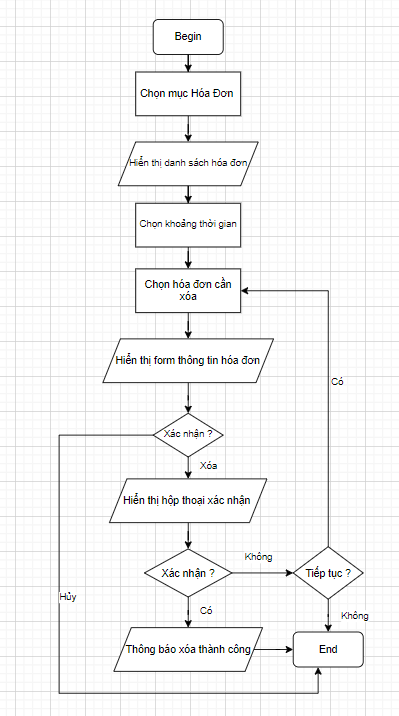 Begin
Chọn mục Hóa Đơn
Hiển thị danh sách hóa đơn
Chọn khoảng thời gian
Chọn hóa đơn cần
xóa
Hiển thị form thông tin hóa đơn
Có
Xác nhận ?
Xóa
Hiển thị hộp thoại xác nhận
Không
Xác nhận ?
Tiếp tục ?
Hủy
Có
Không
Thông báo xóa thành công
End